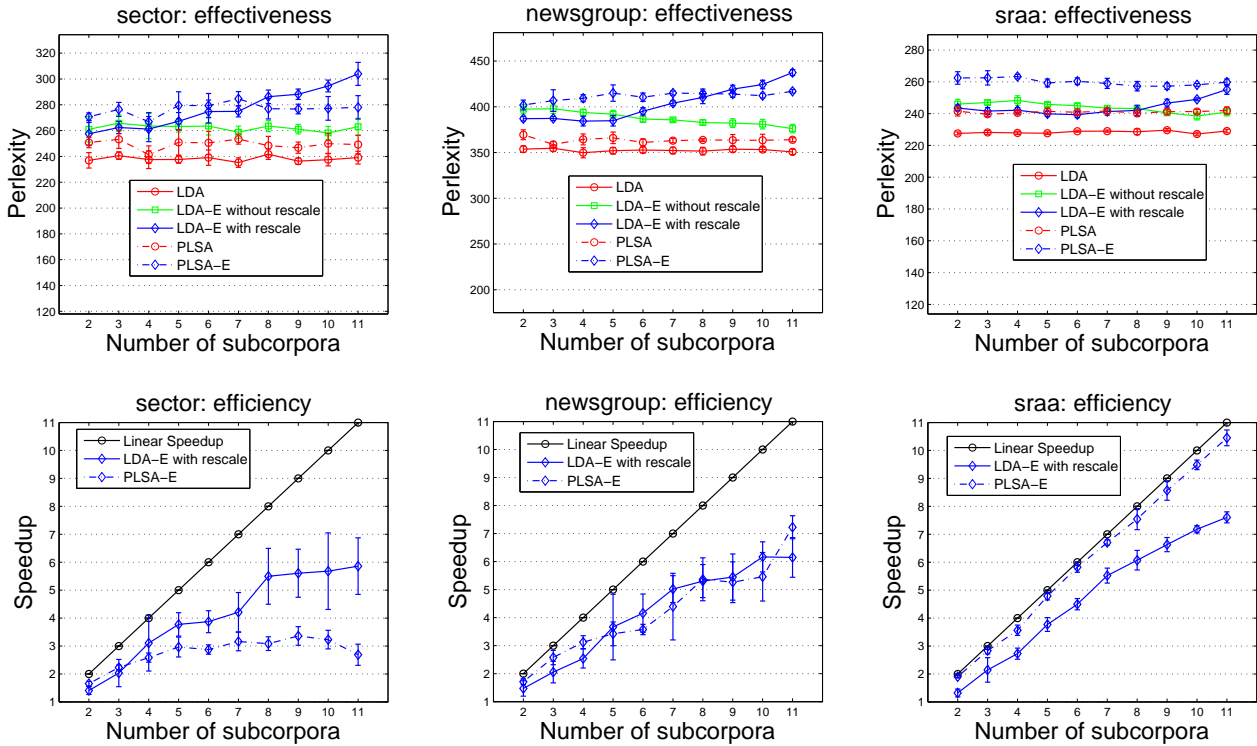 sector: effectiveness
320
300
280
260
240
220
200
180
160
140
120
Perlexity
LDA
LDA−E without rescale
LDA−E with rescale
PLSA
PLSA−E
2 3 4 5 6 7 8 9 10 11
Number of subcorpora
newsgroup: effectiveness
450
400
350
300
250
200
Perlexity
LDA
LDA−E without rescale
LDA−E with rescale
PLSA
PLSA−E
2 3 4 5 6 7 8 9 10 11
Number of subcorpora
sraa: effectiveness
280
260
240
220
200
180
160
140
120
Perlexity
LDA
LDA−E without rescale
LDA−E with rescale
PLSA
PLSA−E
2 3 4 5 6 7 8 9 10 11
Number of subcorpora
sector: efficiency
11
10
9
8
7
6
5
4
3
2
1
Speedup
Linear Speedup
LDA−E with rescale
PLSA−E
2 3 4 5 6 7 8 9 10 11
Number of subcorpora
newsgroup: efficiency
11
10
9
8
7
6
5
4
3
2
1
Speedup
Linear Speedup
LDA−E with rescale
PLSA−E
2 3 4 5 6 7 8 9 10 11
Number of subcorpora
sraa: efficiency
11
10
9
8
7
6
5
4
3
2
1
Speedup
Linear Speedup
LDA−E with rescale
PLSA−E
2 3 4 5 6 7 8 9 10 11
Number of subcorpora